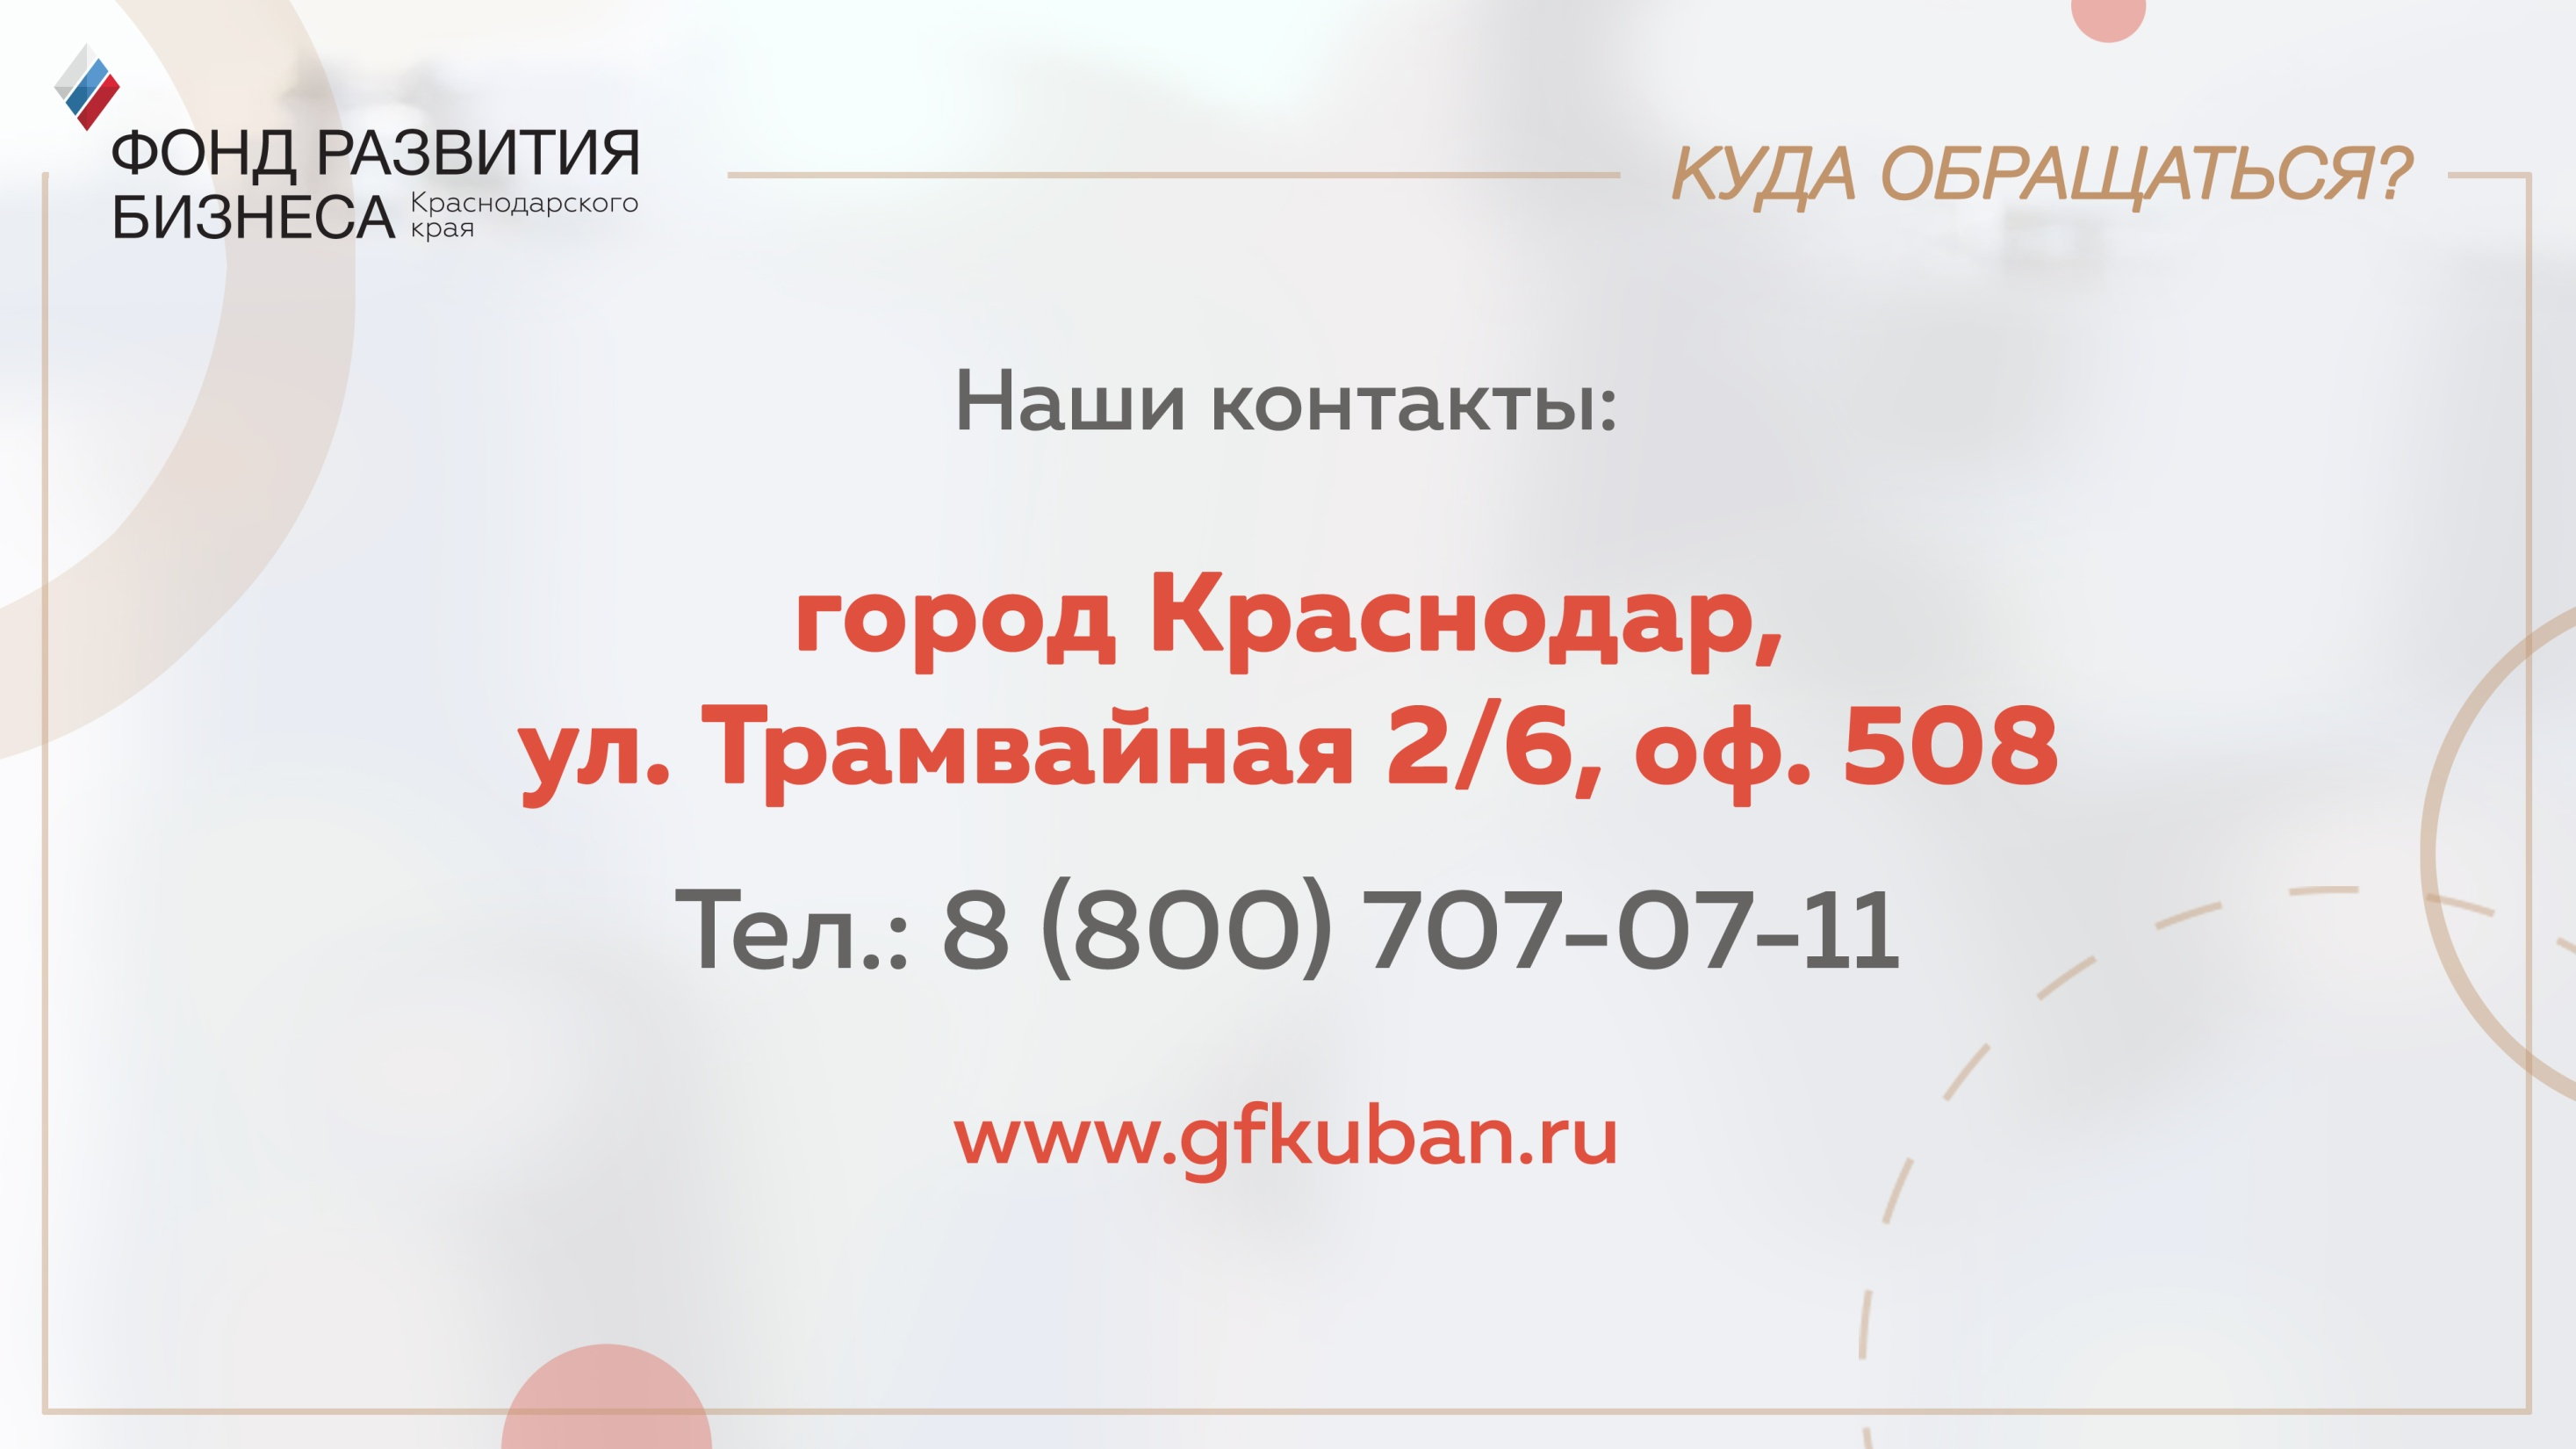 ФОНД РАЗВИТИЯ
БИЗНЕСА Краснодарского
края
КУДА ОБРАЩАТЬСЯ?
Наши контакты:
город Краснодар,
ул. Трамвайная 2/6, оф. 508
Тел.: 8 (800) 707-07-11
www.gfkuban.ru